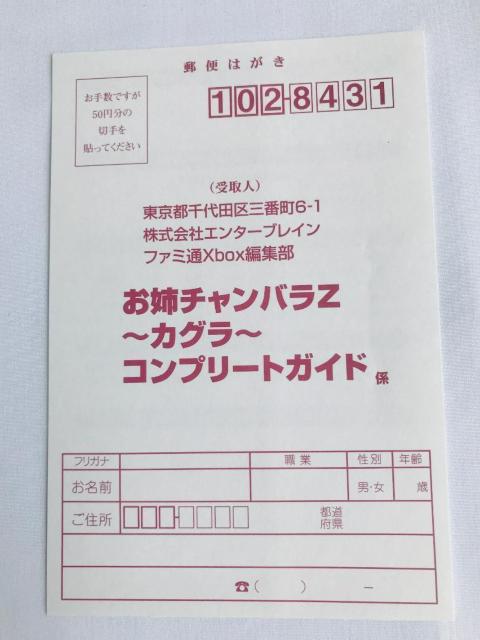 郵便はがき
お手数ですが
50円分の
切手を
貼ってください
102-8431
（受取人）
東京都千代田区三番町6-1
株式会社エンターブレイン
ファミ通Xbox編集部
お姉チャンバラZ
～カグラ～
コンプリートガイド 係
フリガナ 職業 性別 年齢
お名前 男・女 歳
ご住所 都道
府県
☎（ ） －